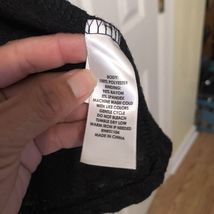 BODY:
100% POLYESTER
BINDING:
95% RAYON
5% SPANDEX
MACHINE WASH COLD
WITH LIKE COLORS
GENTLE CYCLE
DO NOT BLEACH
TUMBLE DRY LOW
WARM IRON IF NEEDED
MADE IN CHINA